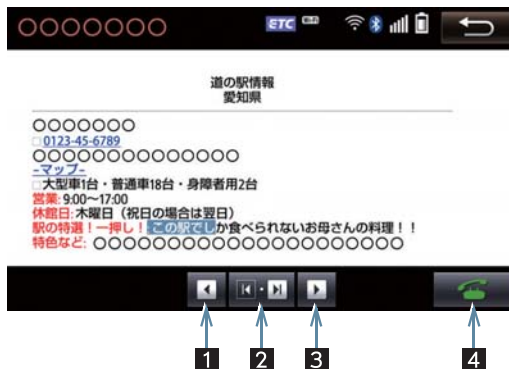 ○○○○○○○ ETC WiFi
道の駅情報
愛知県
○○○○○○○
0123-45-6789
○○○○○○○○○○○○○○○
-マップ-
大型車1台・普通車18台・身障者用2台
営業: 9:00～17:00
休館日: 木曜日（祝日の場合は翌日）
駅の特選！一押し！: この駅でしか食べられないお母さんの料理！！
特色など: ○○○○○○○○○○○○○○○○○○○○○
1 2 3 4